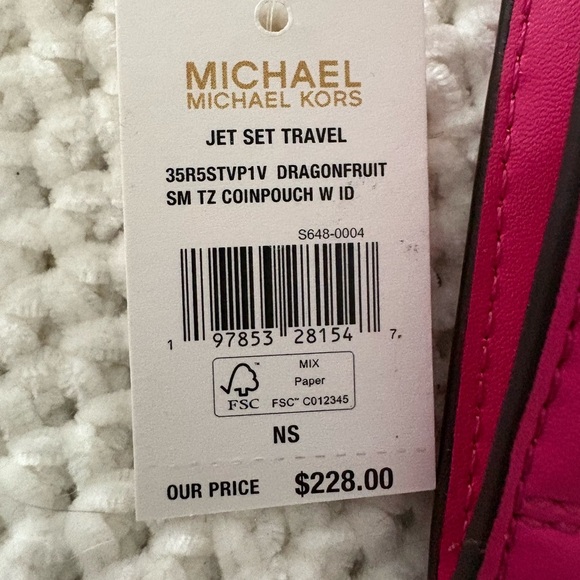 MICHAEL
MICHAEL KORS
JET SET TRAVEL
35R5STVP1V DRAGONFRUIT
SM TZ COINPOUCH W ID
S648-0004
1 97853 28154 7
MIX
Paper
FSC™ C012345
FSC™
NS
OUR PRICE $228.00